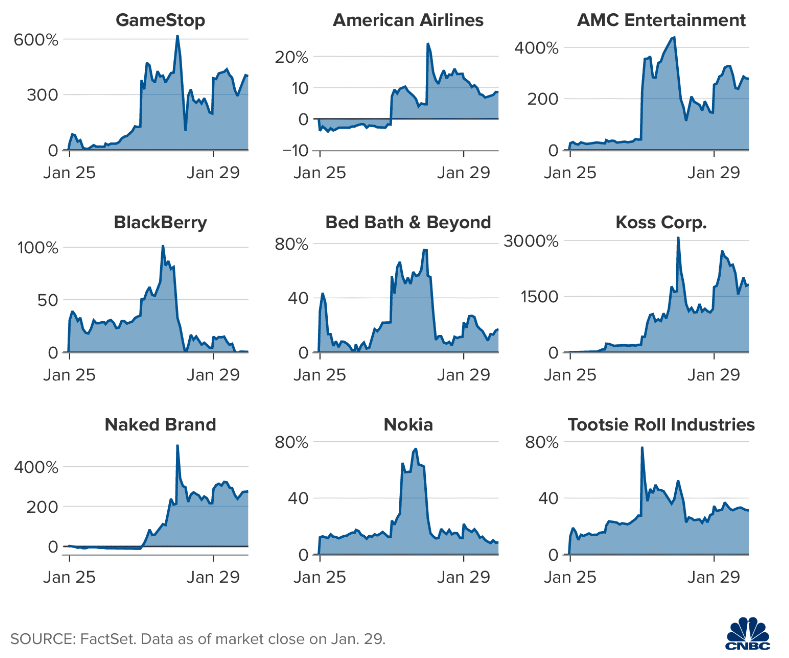 GameStop
600%
300
0
Jan 25
Jan 29
American Airlines
20%
10
0
−10
Jan 25
Jan 29
AMC Entertainment
400%
200
0
Jan 25
Jan 29
BlackBerry
100%
50
0
Jan 25
Jan 29
Bed Bath & Beyond
80%
40
0
Jan 25
Jan 29
Koss Corp.
3000%
1500
0
Jan 25
Jan 29
Naked Brand
400%
200
0
Jan 25
Jan 29
Nokia
80%
40
0
Jan 25
Jan 29
Tootsie Roll Industries
80%
40
0
Jan 25
Jan 29
SOURCE: FactSet. Data as of market close on Jan. 29.
CNBC